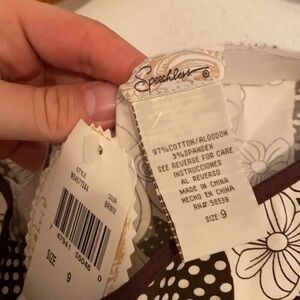 Speechless
97% COTTON/ALGODON
3% SPANDEX
SEE REVERSE FOR CARE
INSTRUCCIONES
AL REVERSO
MADE IN CHINA
HECHO EN CHINA
RN#: 58539
SIZE: 9
STYLE
COLOR
SIZE 9